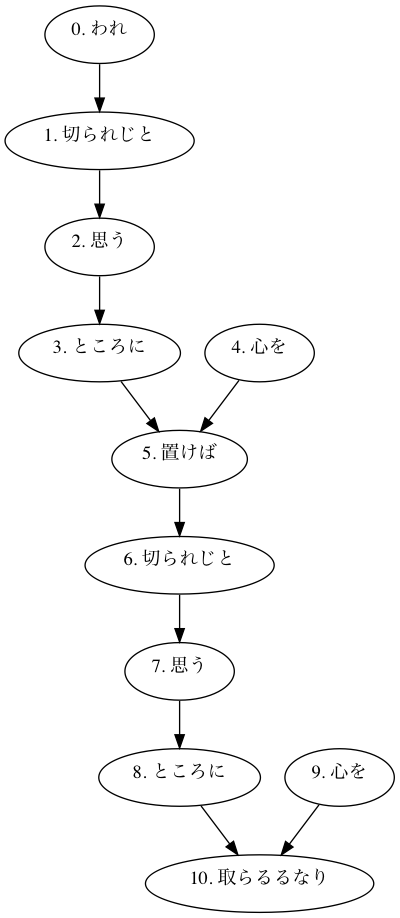 0. われ
1. 切られじと
2. 思う
3. ところに
4. 心を
5. 置けば
6. 切られじと
7. 思う
8. ところに
9. 心を
10. 取らるるなり